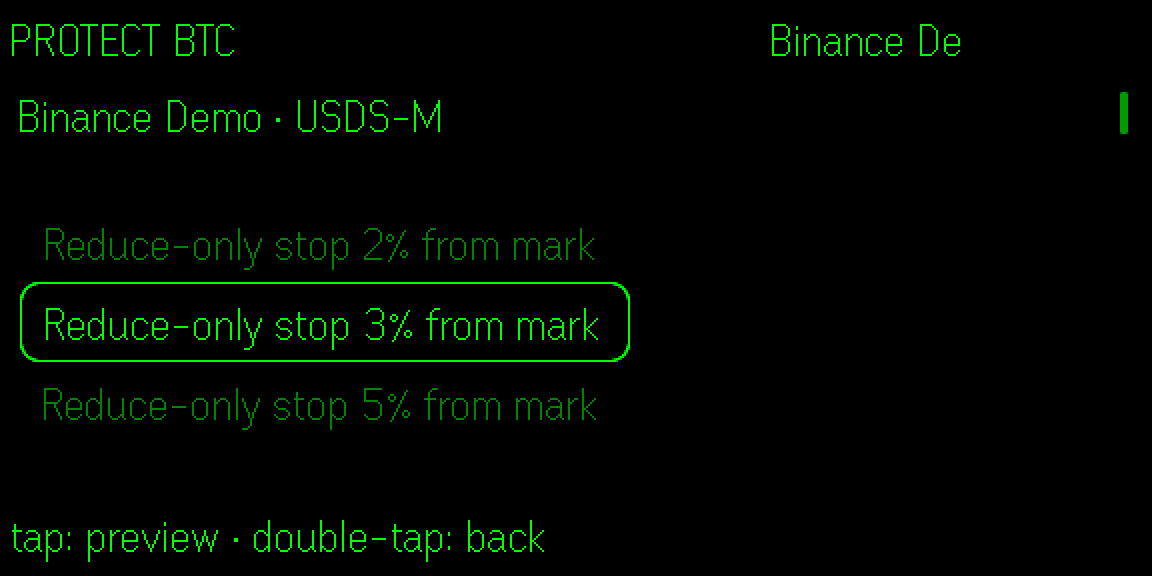 PROTECT BTC
Binance De
Binance Demo · USDS-M
Reduce-only stop 2% from mark
Reduce-only stop 3% from mark
Reduce-only stop 5% from mark
tap: preview · double-tap: back